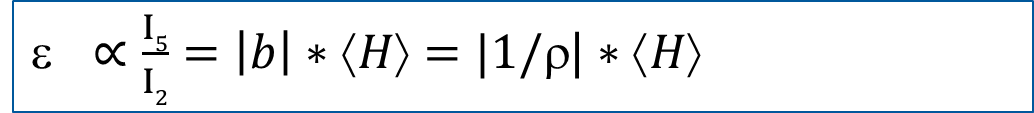 ε ∝ I₅/I₂ = |b| ∗ ⟨H⟩ = |1/ρ| ∗ ⟨H⟩